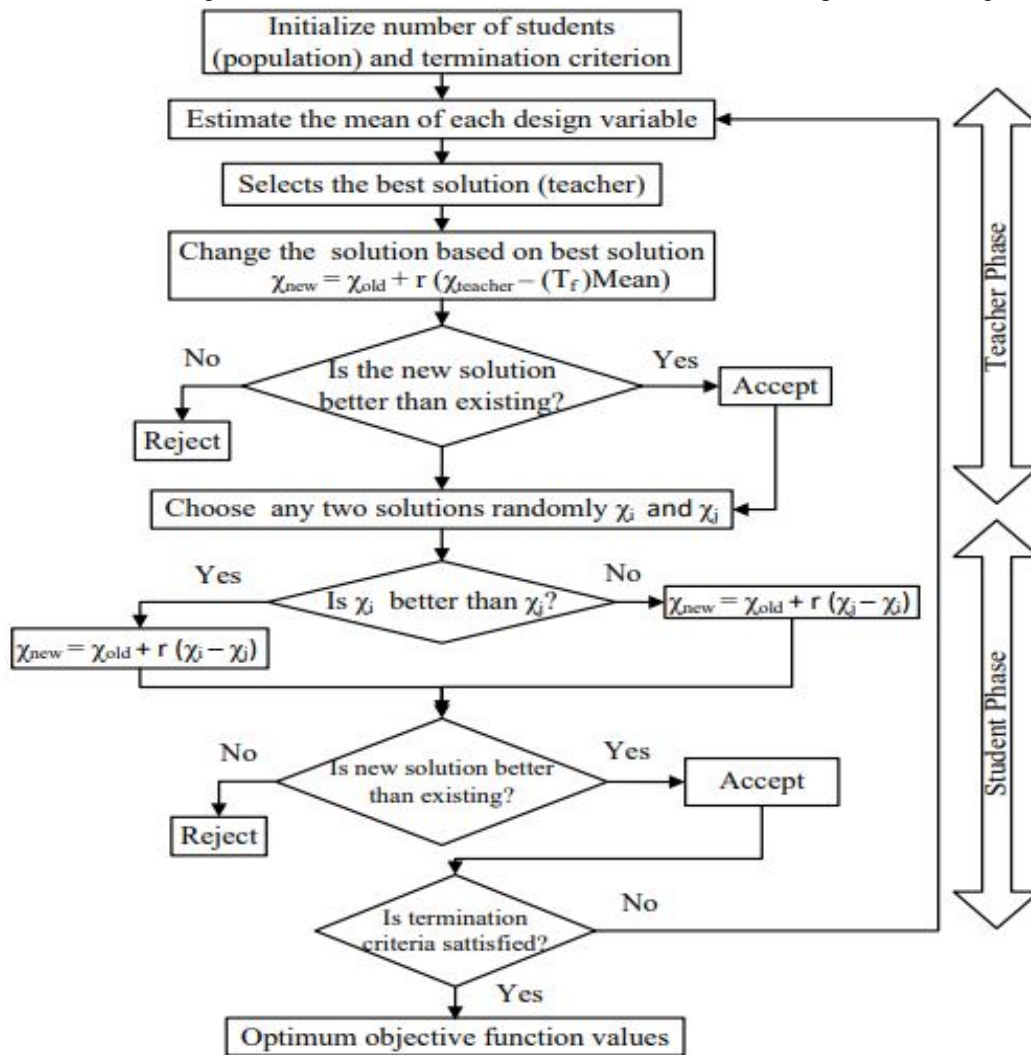 Initialize number of students
(population) and termination criterion
Estimate the mean of each design variable
Selects the best solution (teacher)
Change the solution based on best solution
χnew = χold + r (χteacher – (Tf)Mean)
No
Yes
Is the new solution
better than existing?
Accept
Reject
Choose any two solutions randomly χi and χj
Yes
No
Is χi better than χj?
χnew = χold + r (χj – χi)
χnew = χold + r (χi – χj)
No
Yes
Is new solution better
than existing?
Accept
Reject
Is termination
criteria sattisfied?
No
Yes
Optimum objective function values
Teacher Phase
Student Phase